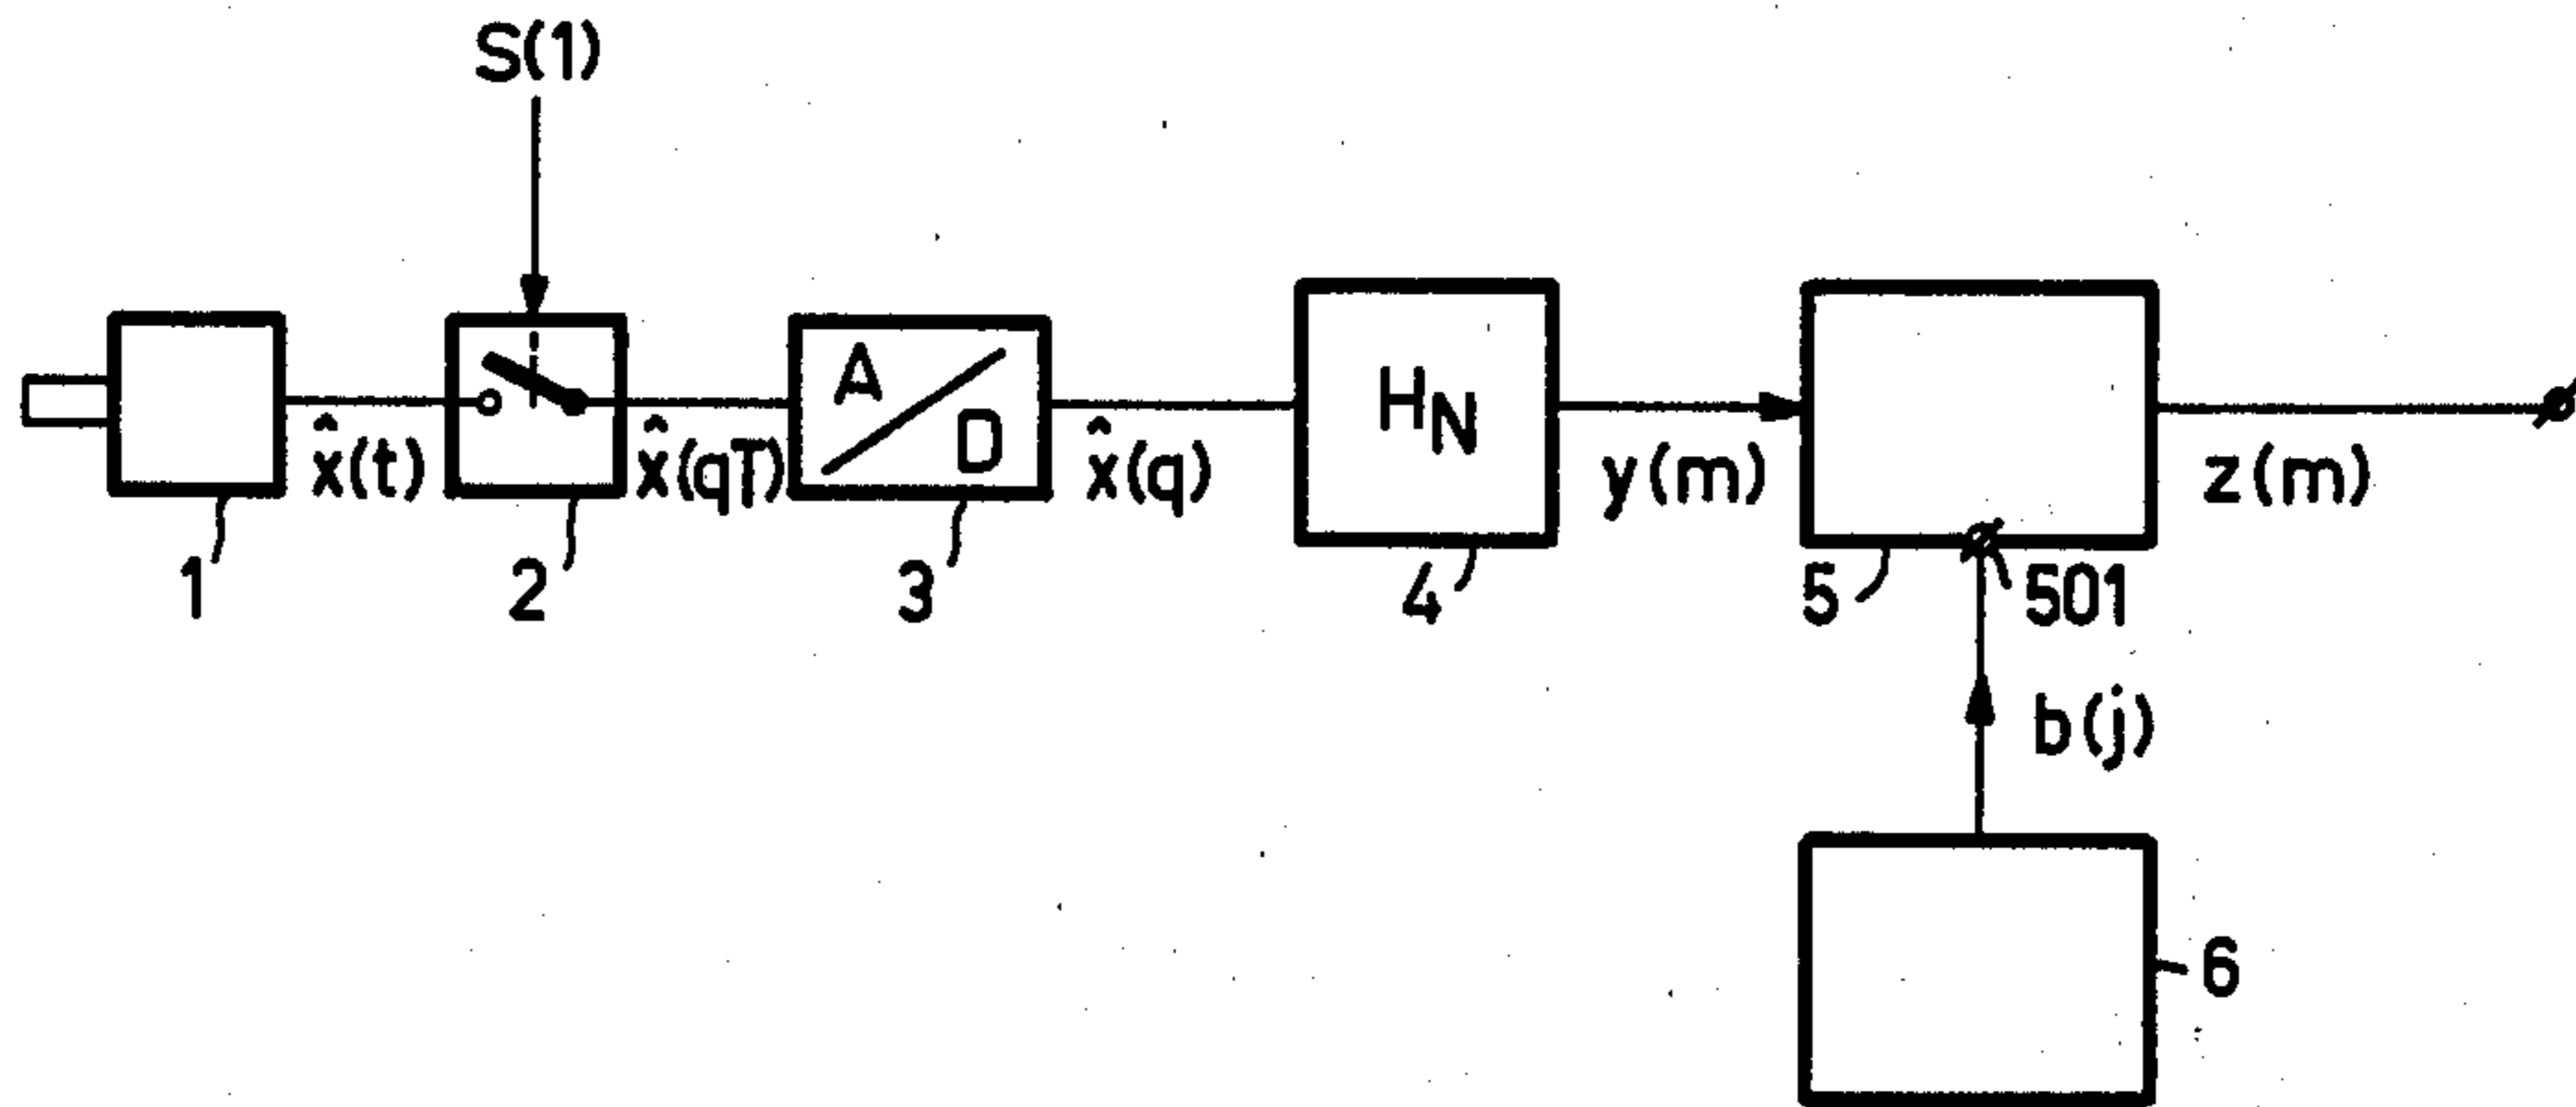 S(1)
A
D
H_N
x̂(t)
x̂(qT)
x̂(q)
y(m)
z(m)
1
2
3
4
5
501
b(j)
6